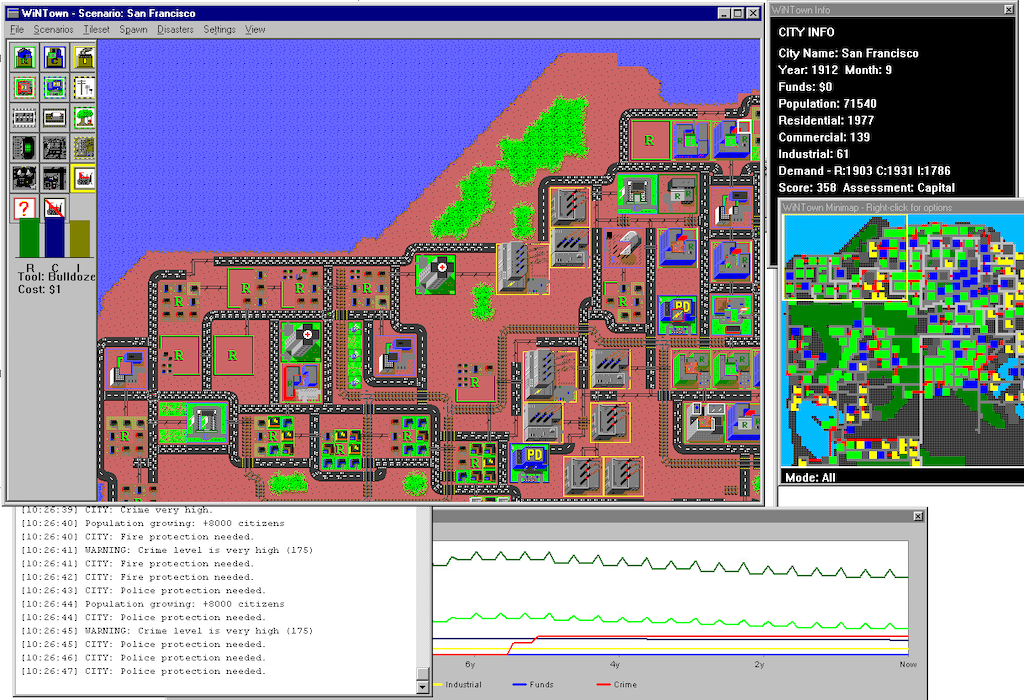 WiNTown - Scenario: San Francisco
File Scenarios Tileset Spawn Disasters Settings View
R C I
Tool: Bulldoze
Cost: $1
R
R
R
R
R
R
R
R
R
R
R
R
R
R
PD
PD
WiNTown Info
CITY INFO
City Name: San Francisco
Year: 1912 Month: 9
Funds: $0
Population: 71540
Residential: 1977
Commercial: 139
Industrial: 61
Demand - R:1903 C:1931 I:1786
Score: 358 Assessment: Capital
WiNTown Minimap - Right-click for options
Mode: All
[10:26:39] CITY: Crime very high.
[10:26:40] Population growing: +8000 citizens
[10:26:40] CITY: Fire protection needed.
[10:26:41] WARNING: Crime level is very high (175)
[10:26:41] CITY: Fire protection needed.
[10:26:42] CITY: Fire protection needed.
[10:26:43] CITY: Police protection needed.
[10:26:44] Population growing: +8000 citizens
[10:26:44] CITY: Police protection needed.
[10:26:45] WARNING: Crime level is very high (175)
[10:26:45] CITY: Police protection needed.
[10:26:46] CITY: Police protection needed.
[10:26:47] CITY: Police protection needed.
6y 4y 2y Now
Industrial Funds Crime